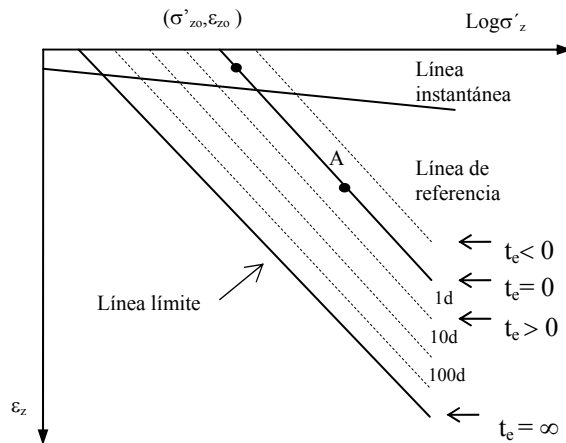 (σ'zo,εzo)
Logσ´z
Línea
instantánea
A
Línea de
referencia
te< 0
1d
te= 0
10d
te> 0
Línea límite
100d
εz
te= ∞